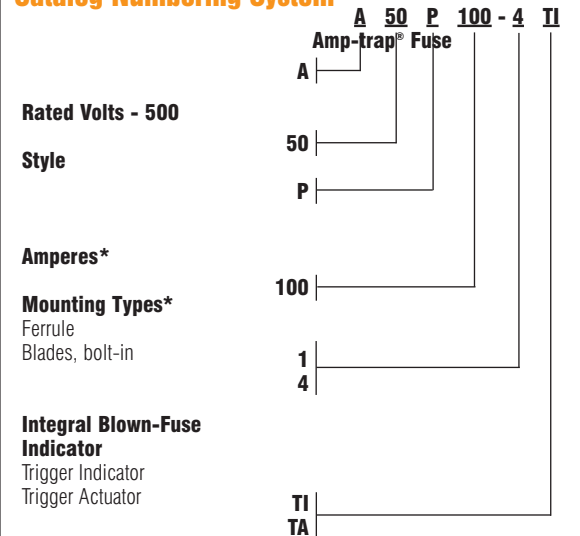 Catalog Numbering System
A 50 P 100 - 4 TI
Amp-trap® Fuse
A
Rated Volts - 500
50
Style
P
Amperes*
100
Mounting Types*
Ferrule
Blades, bolt-in
1
4
Integral Blown-Fuse
Indicator
Trigger Indicator
Trigger Actuator
TI
TA